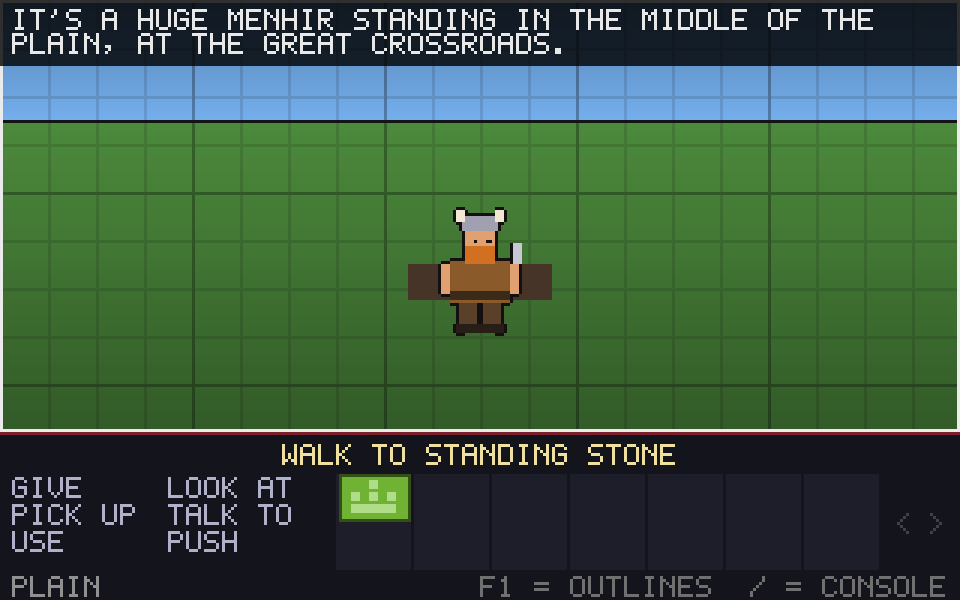 IT'S A HUGE MENHIR STANDING IN THE MIDDLE OF THE
PLAIN, AT THE GREAT CROSSROADS.
WALK TO STANDING STONE
GIVE LOOK AT
PICK UP TALK TO
USE PUSH
< >
PLAIN F1 = OUTLINES / = CONSOLE